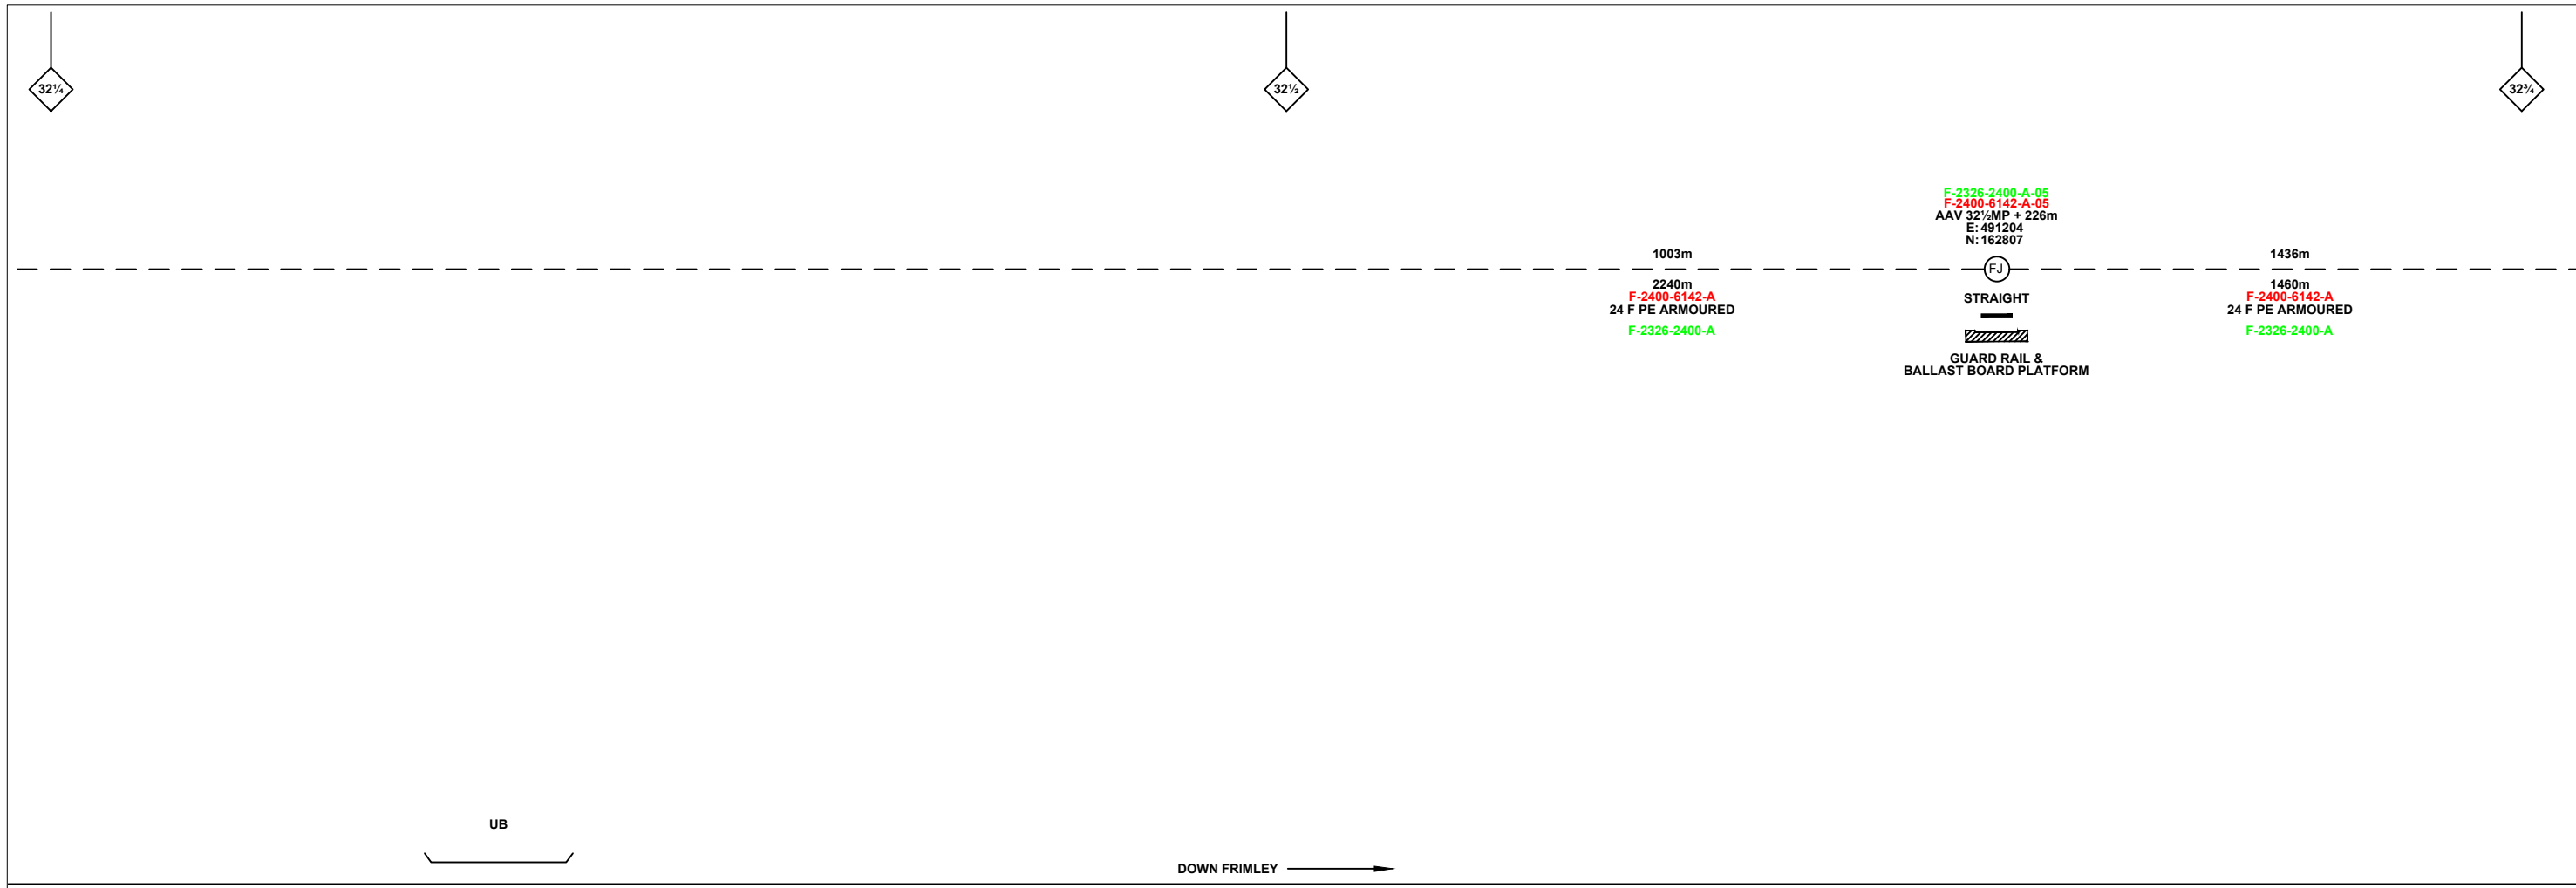 32¼
32½
32¾
F-2326-2400-A-05
F-2400-6142-A-05
AAV 32½MP + 226m
E: 491204
N: 162807
1003m
FJ
1436m
2240m
F-2400-6142-A
24 F PE ARMOURED
F-2326-2400-A
STRAIGHT
GUARD RAIL &
BALLAST BOARD PLATFORM
1460m
F-2400-6142-A
24 F PE ARMOURED
F-2326-2400-A
UB
DOWN FRIMLEY